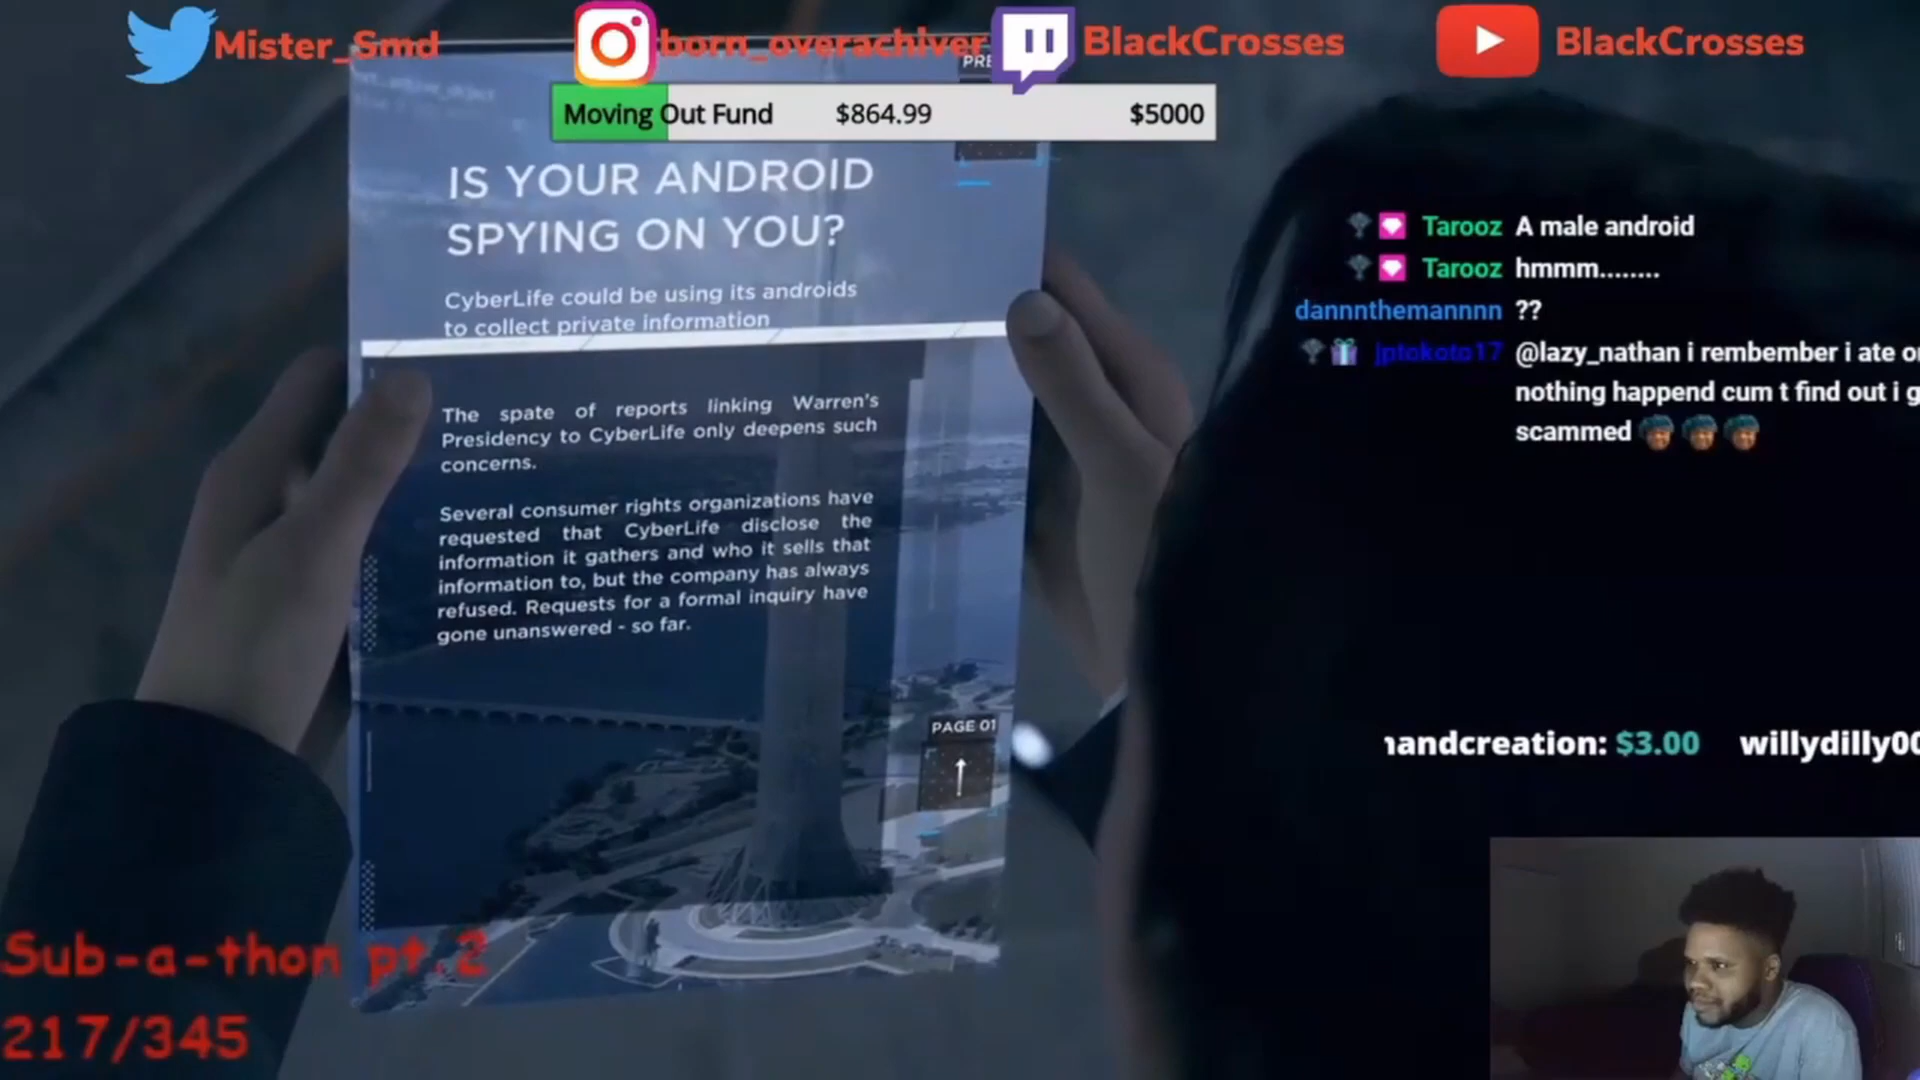 Mister_Smd
born_overachiver
BlackCrosses
BlackCrosses
PRE
Moving Out Fund $864.99 $5000
IS YOUR ANDROID
SPYING ON YOU?
CyberLife could be using its androids
to collect private information
The spate of reports linking Warren's
Presidency to CyberLife only deepens such
concerns.
Several consumer rights organizations have
requested that CyberLife disclose the
information it gathers and who it sells that
information to, but the company has always
refused. Requests for a formal inquiry have
gone unanswered - so far.
PAGE 01
Tarooz A male android
Tarooz hmmm........
dannnthemannnn ??
jptokoto17 @lazy_nathan i rembember i ate
nothing happend cum t find out i g
scammed
handcreation: $3.00 willydilly00
Sub-a-thon pt.2
217/345